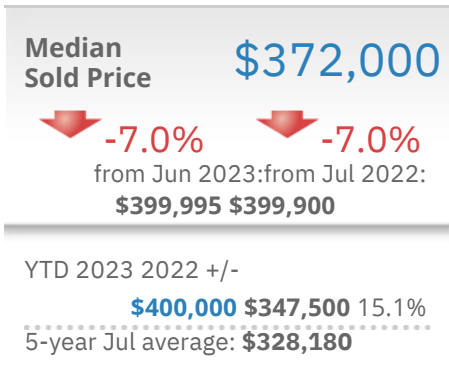 Median
Sold Price
$372,000
-7.0% -7.0%
from Jun 2023:from Jul 2022:
$399,995 $399,900
YTD 2023 2022 +/-
$400,000 $347,500 15.1%
5-year Jul average: $328,180